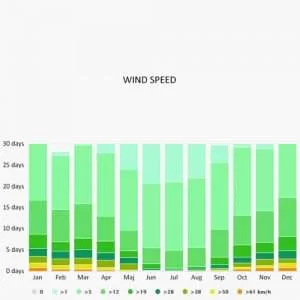 WIND SPEED
30 days
25 days
20 days
15 days
10 days
5 days
0 days
Jan Feb Mar Apr Maj Jun Jul Aug Sep Oct Nov Dec
0 >1 >5 >12 >19 >28 >38 >50 >61 km/h